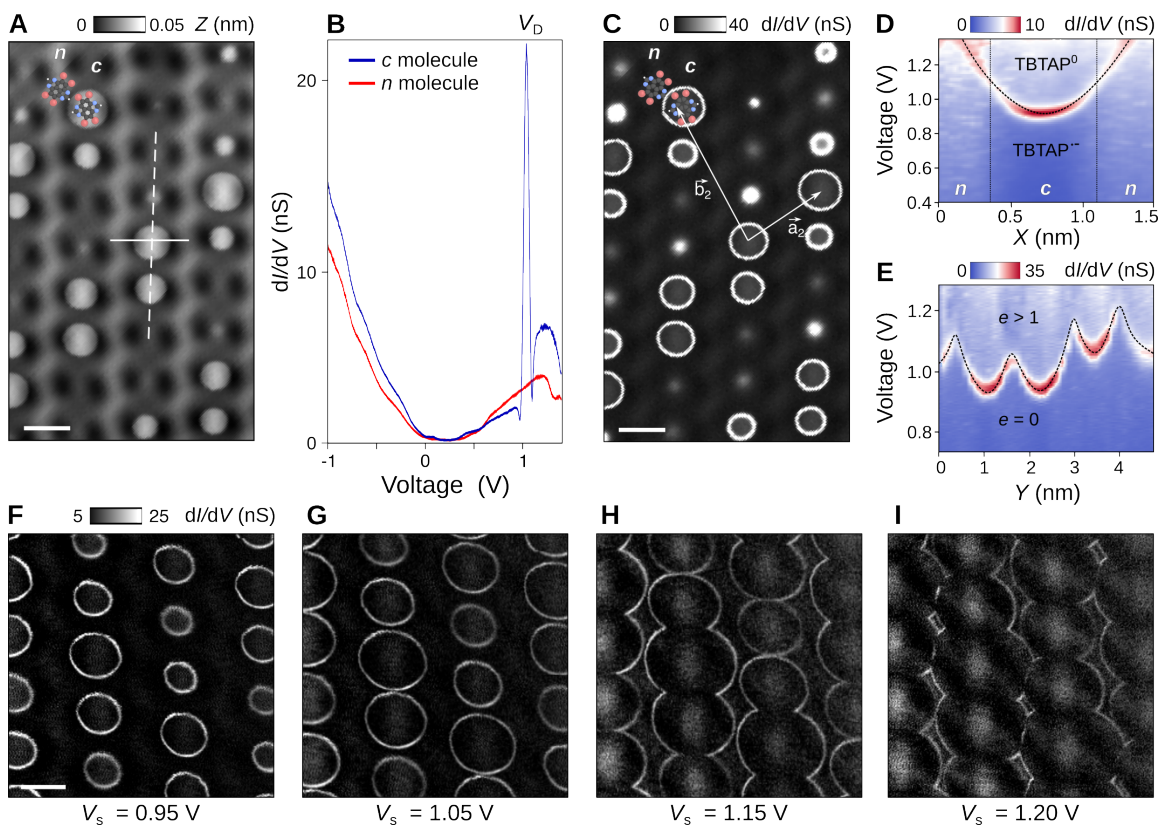 A
0 0.05 Z (nm)
n
c
B
V_D
c molecule
n molecule
dI/dV (nS)
20
10
0
-1 0 1
Voltage (V)
C
0 40 dI/dV (nS)
n
c
b₂
a₂
D
0 10 dI/dV (nS)
Voltage (V)
1.2
1.0
0.8
0.6
0.4
TBTAP⁰
TBTAP·⁻
n c n
0 0.5 1.0 1.5
X (nm)
E
0 35 dI/dV (nS)
Voltage (V)
1.2
1.0
0.8
e > 1
e = 0
0 1 2 3 4
Y (nm)
F
5 25 dI/dV (nS)
G
H
I
Vₛ = 0.95 V
Vₛ = 1.05 V
Vₛ = 1.15 V
Vₛ = 1.20 V